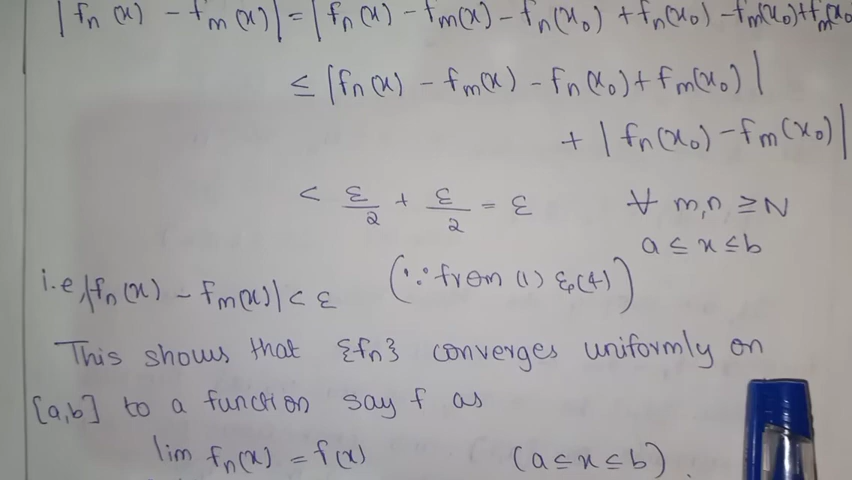 |fn(x) - fm(x)| = |fn(x) - fm(x) - fn(x₀) + fn(x₀) - fm(x₀) + fm(x₀
≤ |fn(x) - fm(x) - fn(x₀) + fm(x₀)|
+ |fn(x₀) - fm(x₀)|
< ε/2 + ε/2 = ε ∀ m,n ≥ N
a ≤ x ≤ b
i.e, |fn(x) - fm(x)| < ε (∵ from (1) & (4))
This shows that {fn} converges uniformly on
[a,b] to a function say f as
lim fn(x) = f(x) (a ≤ x ≤ b).